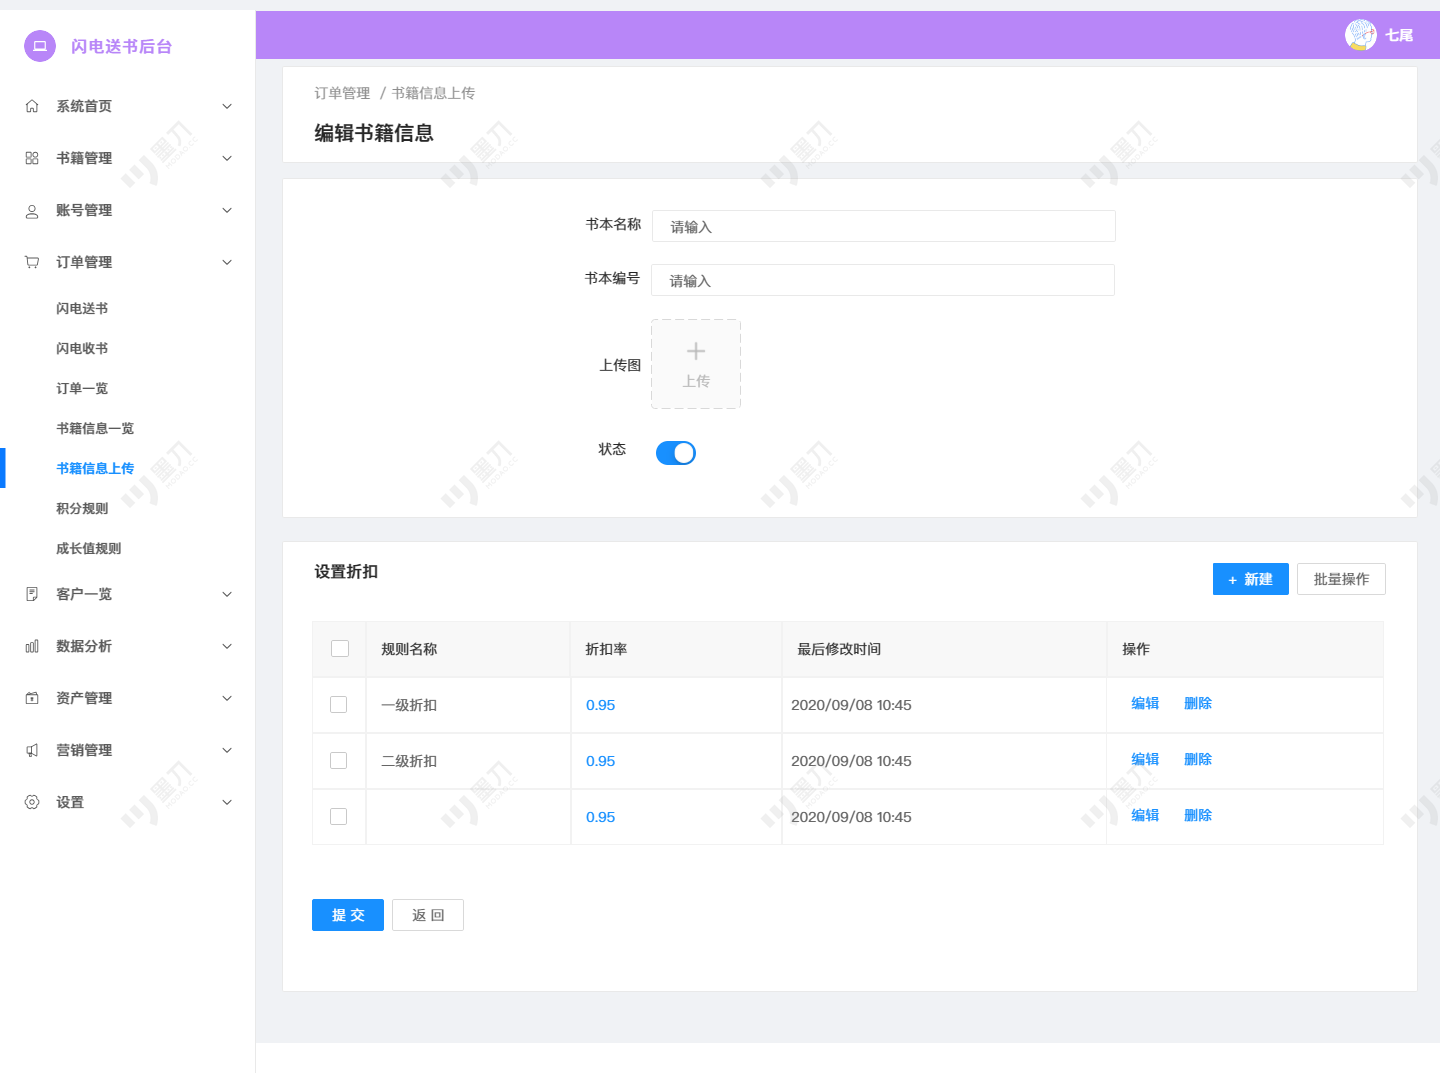 闪电送书后台
七尾
系统首页
书籍管理
账号管理
订单管理
闪电送书
闪电收书
订单一览
书籍信息一览
书籍信息上传
积分规则
成长值规则
客户一览
数据分析
资产管理
营销管理
设置
订单管理 / 书籍信息上传
编辑书籍信息
书本名称 请输入
书本编号 请输入
上传图 上传
状态
设置折扣
+ 新建 批量操作
规则名称 折扣率 最后修改时间 操作
一级折扣 0.95 2020/09/08 10:45 编辑 删除
二级折扣 0.95 2020/09/08 10:45 编辑 删除
0.95 2020/09/08 10:45 编辑 删除
提 交 返 回
墨刀
MODAO.CC